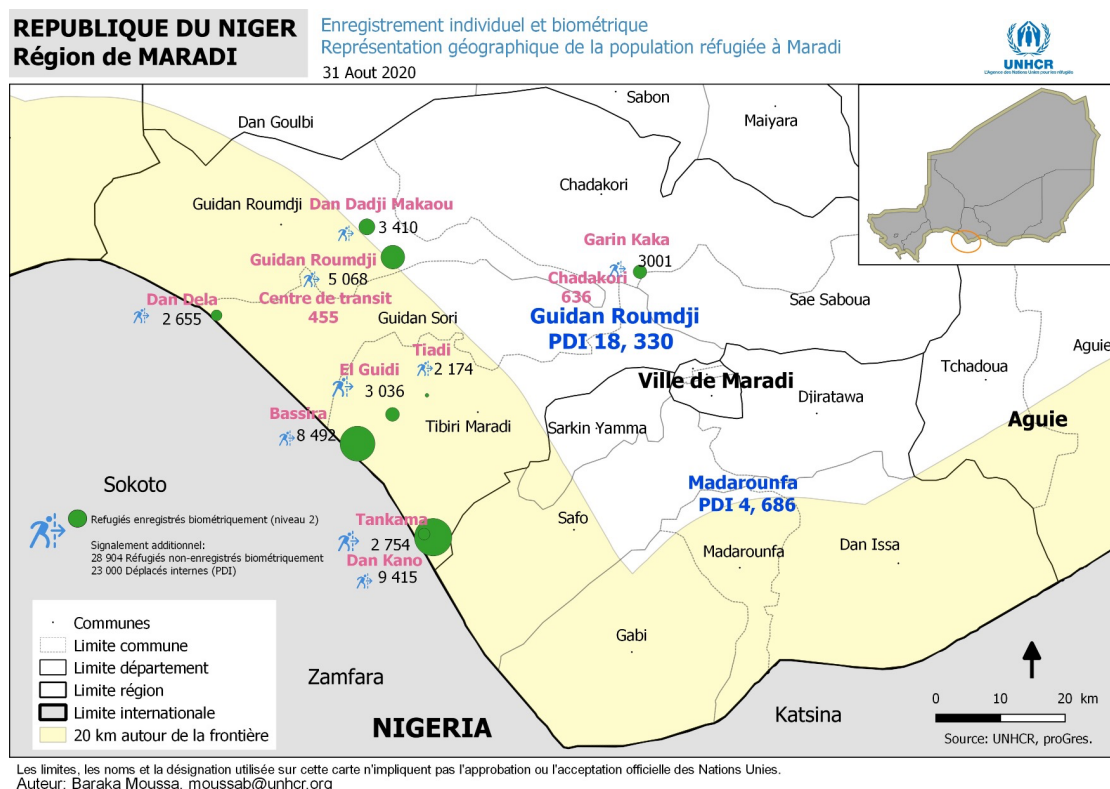 REPUBLIQUE DU NIGER
Région de MARADI
Enregistrement individuel et biométrique
Représentation géographique de la population réfugiée à Maradi
31 Aout 2020
UNHCR
L'Agence des Nations Unies pour les réfugiés
Sabon
Dan Goulbi
Maiyara
Chadakori
Guidan Roumdji
Dan Dadji Makaou
3 410
Garin Kaka
3001
Guidan Roumdji
5 068
Chadakori
636
Dan Dela
2 655
Centre de transit
455
Sae Saboua
Guidan Sori
Guidan Roumdji
PDI 18, 330
Tiadi
2 174
El Guidi
3 036
Aguie
Tchadoua
Ville de Maradi
Djiratawa
Bassira
8 492
Tibiri Maradi
Sarkin Yamma
Aguie
Sokoto
Madarounfa
PDI 4, 686
Refugiés enregistrés biométriquement (niveau 2)
Signalement additionnel:
28 904 Réfugiés non-enregistrés biométriquement
23 000 Déplacés internes (PDI)
Tankama
2 754
Dan Kano
9 415
Safo
Madarounfa
Dan Issa
Gabi
Communes
Limite commune
Limite département
Limite région
Limite internationale
20 km autour de la frontière
Zamfara
NIGERIA
Katsina
0 10 20 km
Source: UNHCR, proGres.
Les limites, les noms et la désignation utilisée sur cette carte n'impliquent pas l'approbation ou l'acceptation officielle des Nations Unies.
Auteur: Baraka Moussa, moussab@unhcr.org